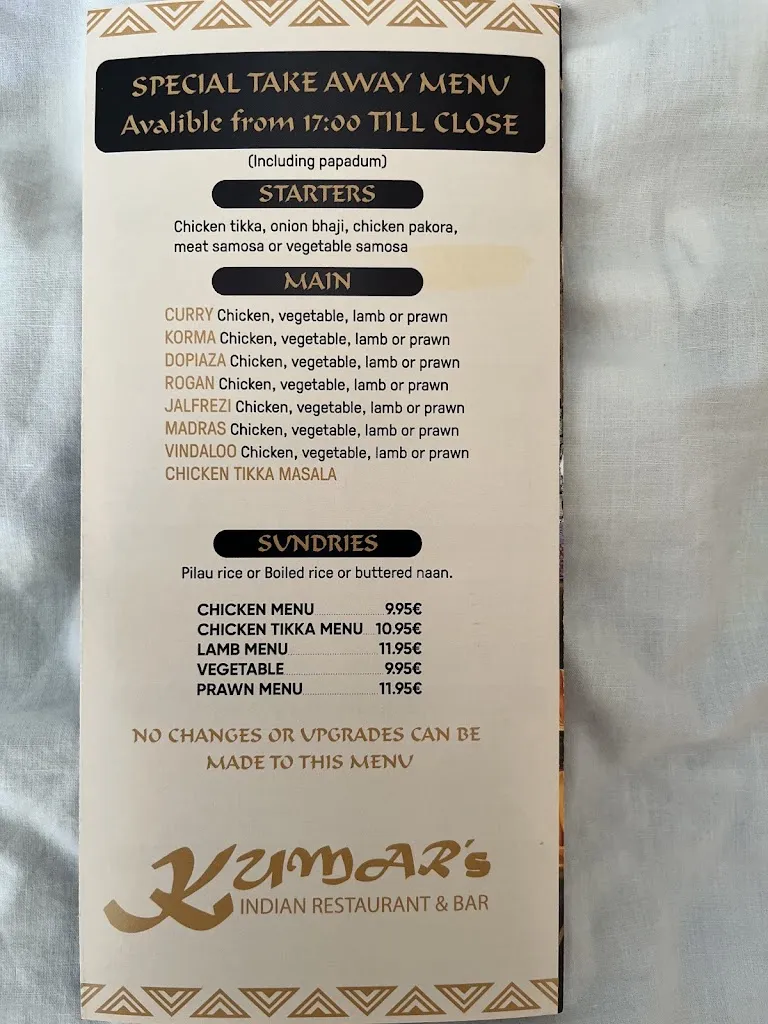 SPECIAL TAKE AWAY MENU
Avalible from 17:00 TILL CLOSE
(Including papadum)
STARTERS
Chicken tikka, onion bhaji, chicken pakora,
meat samosa or vegetable samosa
MAIN
CURRY Chicken, vegetable, lamb or prawn
KORMA Chicken, vegetable, lamb or prawn
DOPIAZA Chicken, vegetable, lamb or prawn
ROGAN Chicken, vegetable, lamb or prawn
JALFREZI Chicken, vegetable, lamb or prawn
MADRAS Chicken, vegetable, lamb or prawn
VINDALOO Chicken, vegetable, lamb or prawn
CHICKEN TIKKA MASALA
SUNDRIES
Pilau rice or Boiled rice or buttered naan.
CHICKEN MENU 9.95€
CHICKEN TIKKA MENU 10.95€
LAMB MENU 11.95€
VEGETABLE 9.95€
PRAWN MENU 11.95€
NO CHANGES OR UPGRADES CAN BE
MADE TO THIS MENU
KUMAR's
INDIAN RESTAURANT & BAR